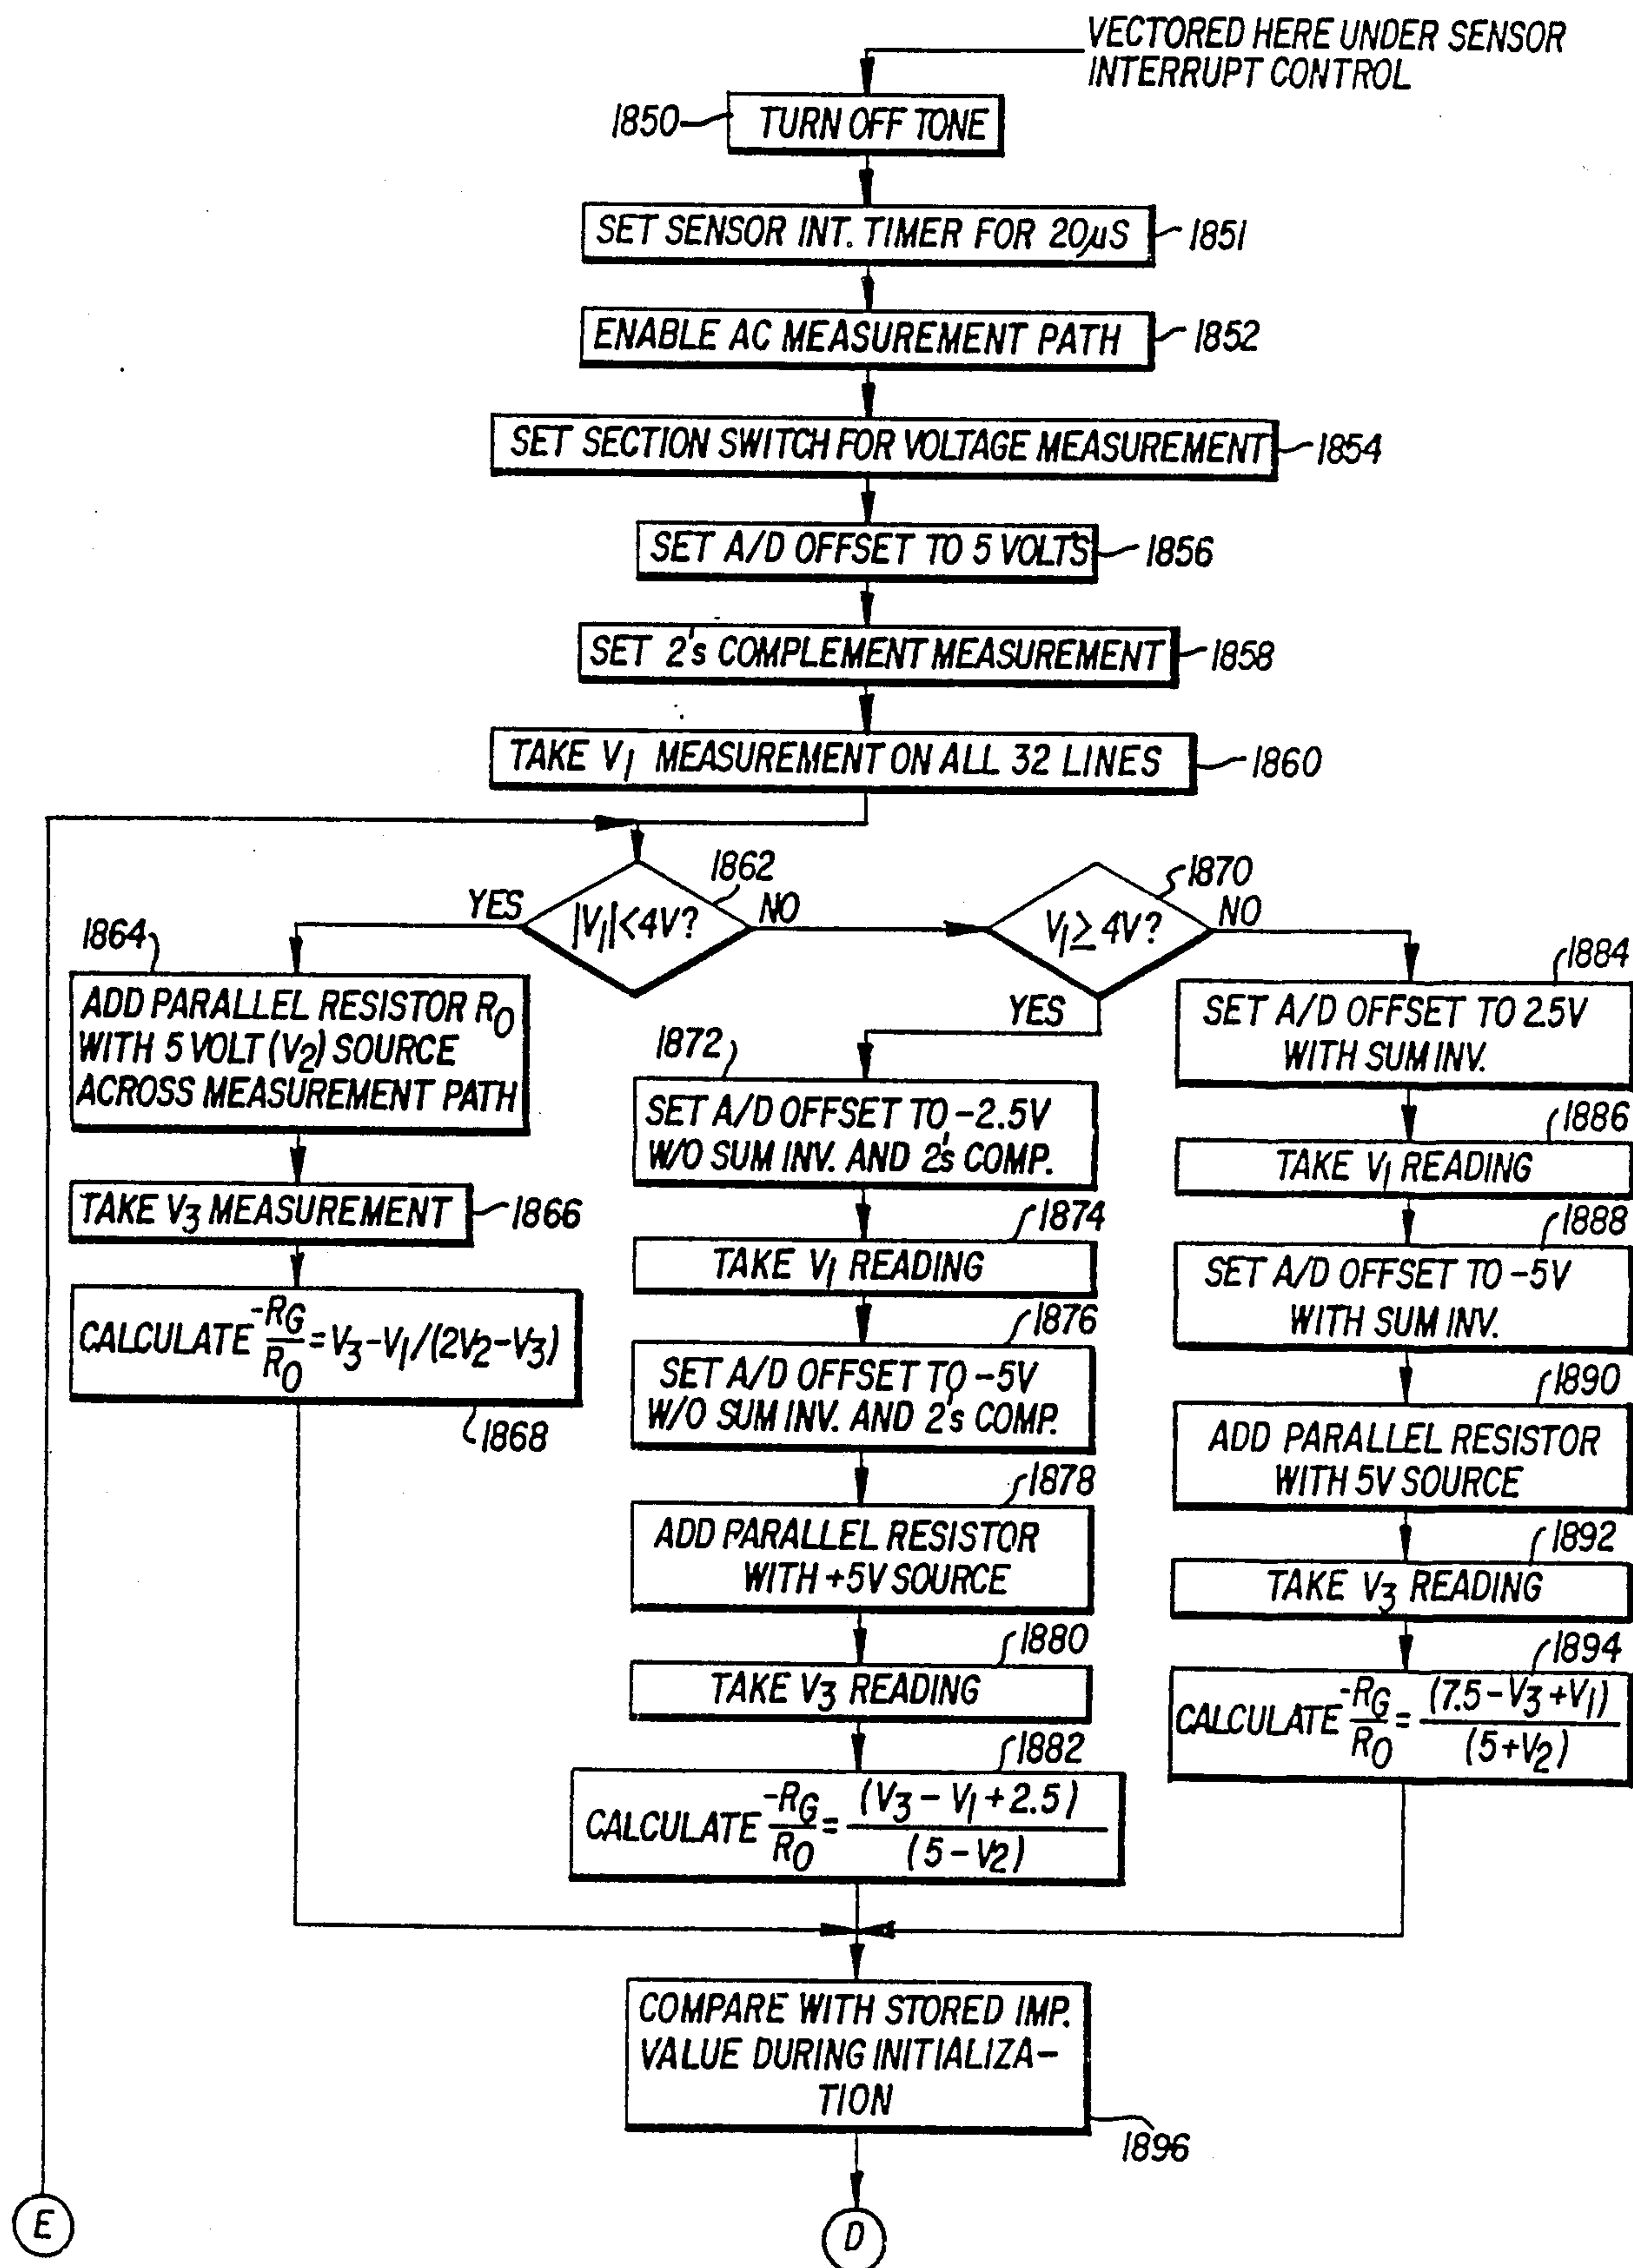 VECTORED HERE UNDER SENSOR
INTERRUPT CONTROL
1850
TURN OFF TONE
SET SENSOR INT. TIMER FOR 20μS
1851
ENABLE AC MEASUREMENT PATH
1852
SET SECTION SWITCH FOR VOLTAGE MEASUREMENT
1854
SET A/D OFFSET TO 5 VOLTS
1856
SET 2's COMPLEMENT MEASUREMENT
1858
TAKE V1 MEASUREMENT ON ALL 32 LINES
1860
1862
|V1|<4V?
YES
NO
1870
V1≥4V?
NO
YES
1864
ADD PARALLEL RESISTOR RO
WITH 5 VOLT (V2) SOURCE
ACROSS MEASUREMENT PATH
TAKE V3 MEASUREMENT
1866
CALCULATE -RG/RO = V3-V1/(2V2-V3)
1868
1872
SET A/D OFFSET TO -2.5V
W/O SUM INV. AND 2's COMP.
1874
TAKE V1 READING
1876
SET A/D OFFSET TO -5V
W/O SUM INV. AND 2's COMP.
1878
ADD PARALLEL RESISTOR
WITH +5V SOURCE
1880
TAKE V3 READING
1882
CALCULATE -RG/RO = (V3-V1+2.5)/(5-V2)
1884
SET A/D OFFSET TO 2.5V
WITH SUM INV.
1886
TAKE V1 READING
1888
SET A/D OFFSET TO -5V
WITH SUM INV.
1890
ADD PARALLEL RESISTOR
WITH 5V SOURCE
1892
TAKE V3 READING
1894
CALCULATE -RG/RO = (7.5-V3+V1)/(5+V2)
COMPARE WITH STORED IMP.
VALUE DURING INITIALIZA-
TION
1896
E
D